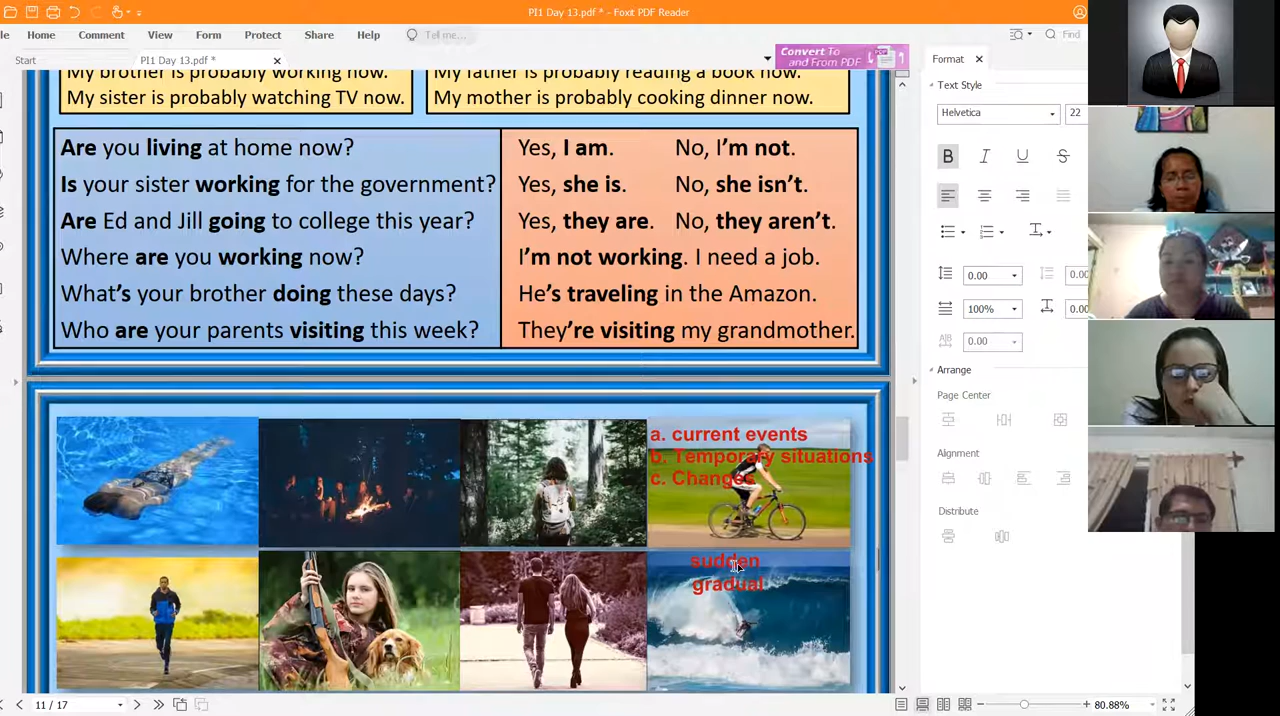 PI1 Day 13.pdf * - Foxit PDF Reader
le Home Comment View Form Protect Share Help Tell me... Find
Start PI1 Day 13.pdf * Convert To and From PDF
My brother is probably working now. My father is probably reading a book now.
My sister is probably watching TV now. My mother is probably cooking dinner now.
Are you living at home now? Yes, I am. No, I'm not.
Is your sister working for the government? Yes, she is. No, she isn't.
Are Ed and Jill going to college this year? Yes, they are. No, they aren't.
Where are you working now? I'm not working. I need a job.
What's your brother doing these days? He's traveling in the Amazon.
Who are your parents visiting this week? They're visiting my grandmother.
a. current events
b. Temporary situations
c. Changes
sudden
gradual
Format
Text Style
Helvetica 22
B I U S
0.00 0.00
100% 0.00
0.00
Arrange
Page Center
Alignment
Distribute
11 / 17 80.88%